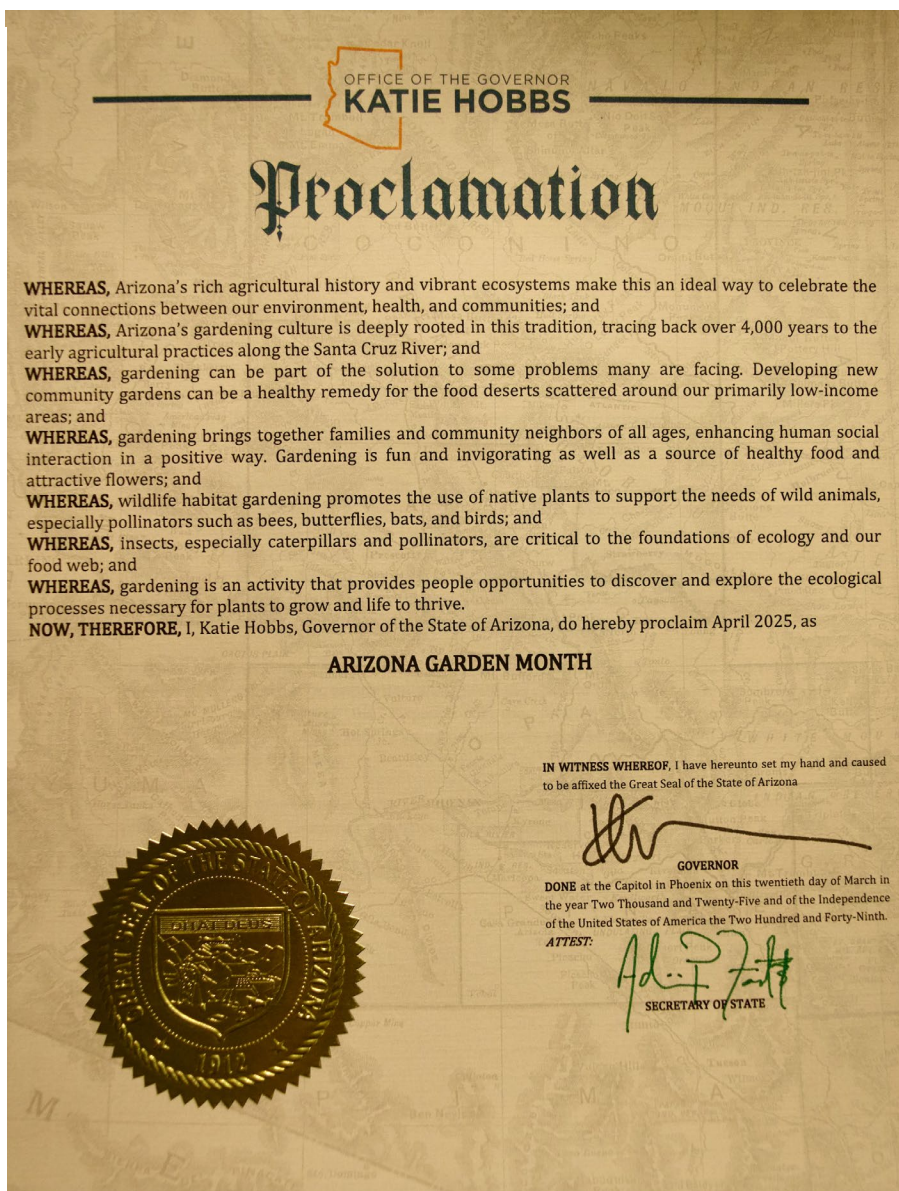 OFFICE OF THE GOVERNOR
KATIE HOBBS
Proclamation
WHEREAS, Arizona's rich agricultural history and vibrant ecosystems make this an ideal way to celebrate the
vital connections between our environment, health, and communities; and
WHEREAS, Arizona's gardening culture is deeply rooted in this tradition, tracing back over 4,000 years to the
early agricultural practices along the Santa Cruz River; and
WHEREAS, gardening can be part of the solution to some problems many are facing. Developing new
community gardens can be a healthy remedy for the food deserts scattered around our primarily low-income
areas; and
WHEREAS, gardening brings together families and community neighbors of all ages, enhancing human social
interaction in a positive way. Gardening is fun and invigorating as well as a source of healthy food and
attractive flowers; and
WHEREAS, wildlife habitat gardening promotes the use of native plants to support the needs of wild animals,
especially pollinators such as bees, butterflies, bats, and birds; and
WHEREAS, insects, especially caterpillars and pollinators, are critical to the foundations of ecology and our
food web; and
WHEREAS, gardening is an activity that provides people opportunities to discover and explore the ecological
processes necessary for plants to grow and life to thrive.
NOW, THEREFORE, I, Katie Hobbs, Governor of the State of Arizona, do hereby proclaim April 2025, as
ARIZONA GARDEN MONTH
IN WITNESS WHEREOF, I have hereunto set my hand and caused
to be affixed the Great Seal of the State of Arizona
GOVERNOR
DONE at the Capitol in Phoenix on this twentieth day of March in
the year Two Thousand and Twenty-Five and of the Independence
of the United States of America the Two Hundred and Forty-Ninth.
ATTEST:
SECRETARY OF STATE
GREAT SEAL OF THE STATE OF ARIZONA
DITAT DEUS
1912
COCONINO
PIMA